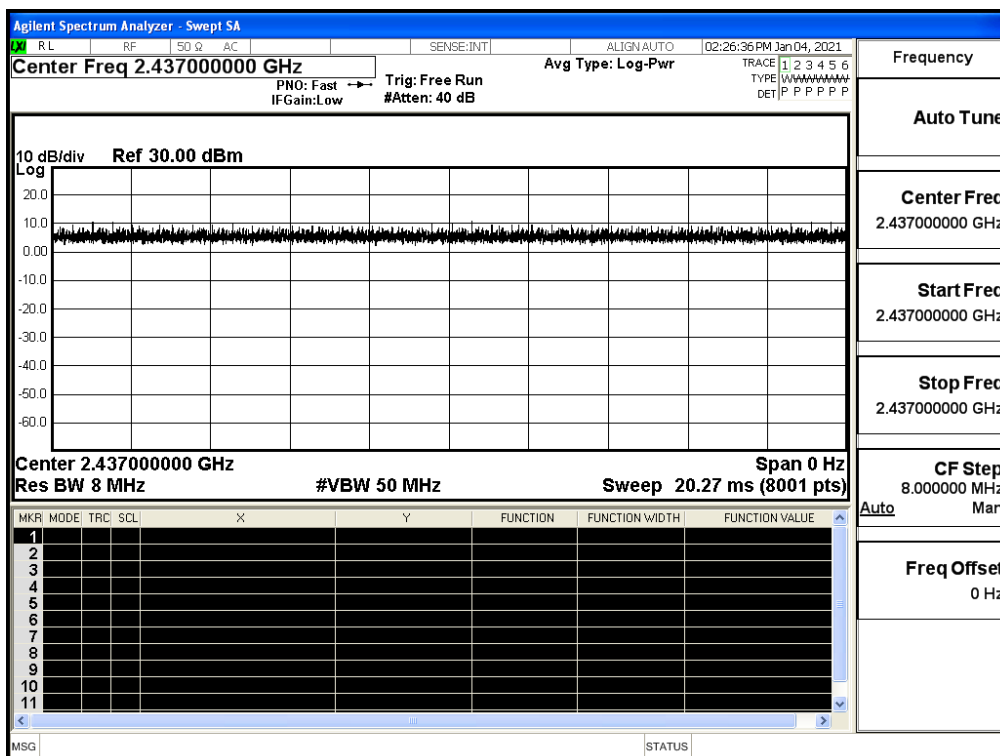 Agilent Spectrum Analyzer - Swept SA
LXI RL RF 50 Ω AC SENSE:INT ALIGN AUTO 02:26:36 PM Jan 04, 2021
Center Freq 2.437000000 GHz
PNO: Fast
IFGain:Low
Trig: Free Run
#Atten: 40 dB
Avg Type: Log-Pwr
TRACE 1 2 3 4 5 6
TYPE WWWWWW
DET P P P P P P
10 dB/div Ref 30.00 dBm
Log
20.0
10.0
0.00
-10.0
-20.0
-30.0
-40.0
-50.0
-60.0
Center 2.437000000 GHz Span 0 Hz
Res BW 8 MHz #VBW 50 MHz Sweep 20.27 ms (8001 pts)
MKR MODE TRC SCL X Y FUNCTION FUNCTION WIDTH FUNCTION VALUE
1
2
3
4
5
6
7
8
9
10
11
MSG STATUS
Frequency
Auto Tune
Center Freq
2.437000000 GHz
Start Freq
2.437000000 GHz
Stop Freq
2.437000000 GHz
CF Step
8.000000 MHz
Auto Man
Freq Offset
0 Hz